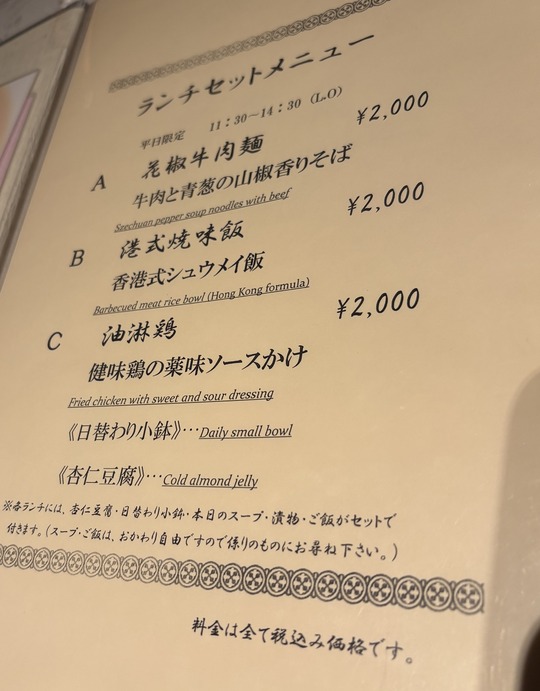 ランチセットメニュー
平日限定 11:30－14:30 (L.O)
A 花椒牛肉麺 ¥2,000
牛肉と青葱の山椒香りそば
Szechuan pepper soup noodles with beef
B 港式焼味飯 ¥2,000
香港式シュウメイ飯
Barbecued meat rice bowl (Hong Kong formula)
C 油淋鶏 ¥2,000
健味鶏の薬味ソースかけ
Fried chicken with sweet and sour dressing
《日替わり小鉢》…Daily small bowl
《杏仁豆腐》…Cold almond jelly
※各ランチには、杏仁豆腐・日替わり小鉢・本日のスープ・漬物・ご飯がセットで
付きます。(スープ・ご飯は、おかわり自由ですので係りのものにお尋ね下さい。)
料金は全て税込み価格です。